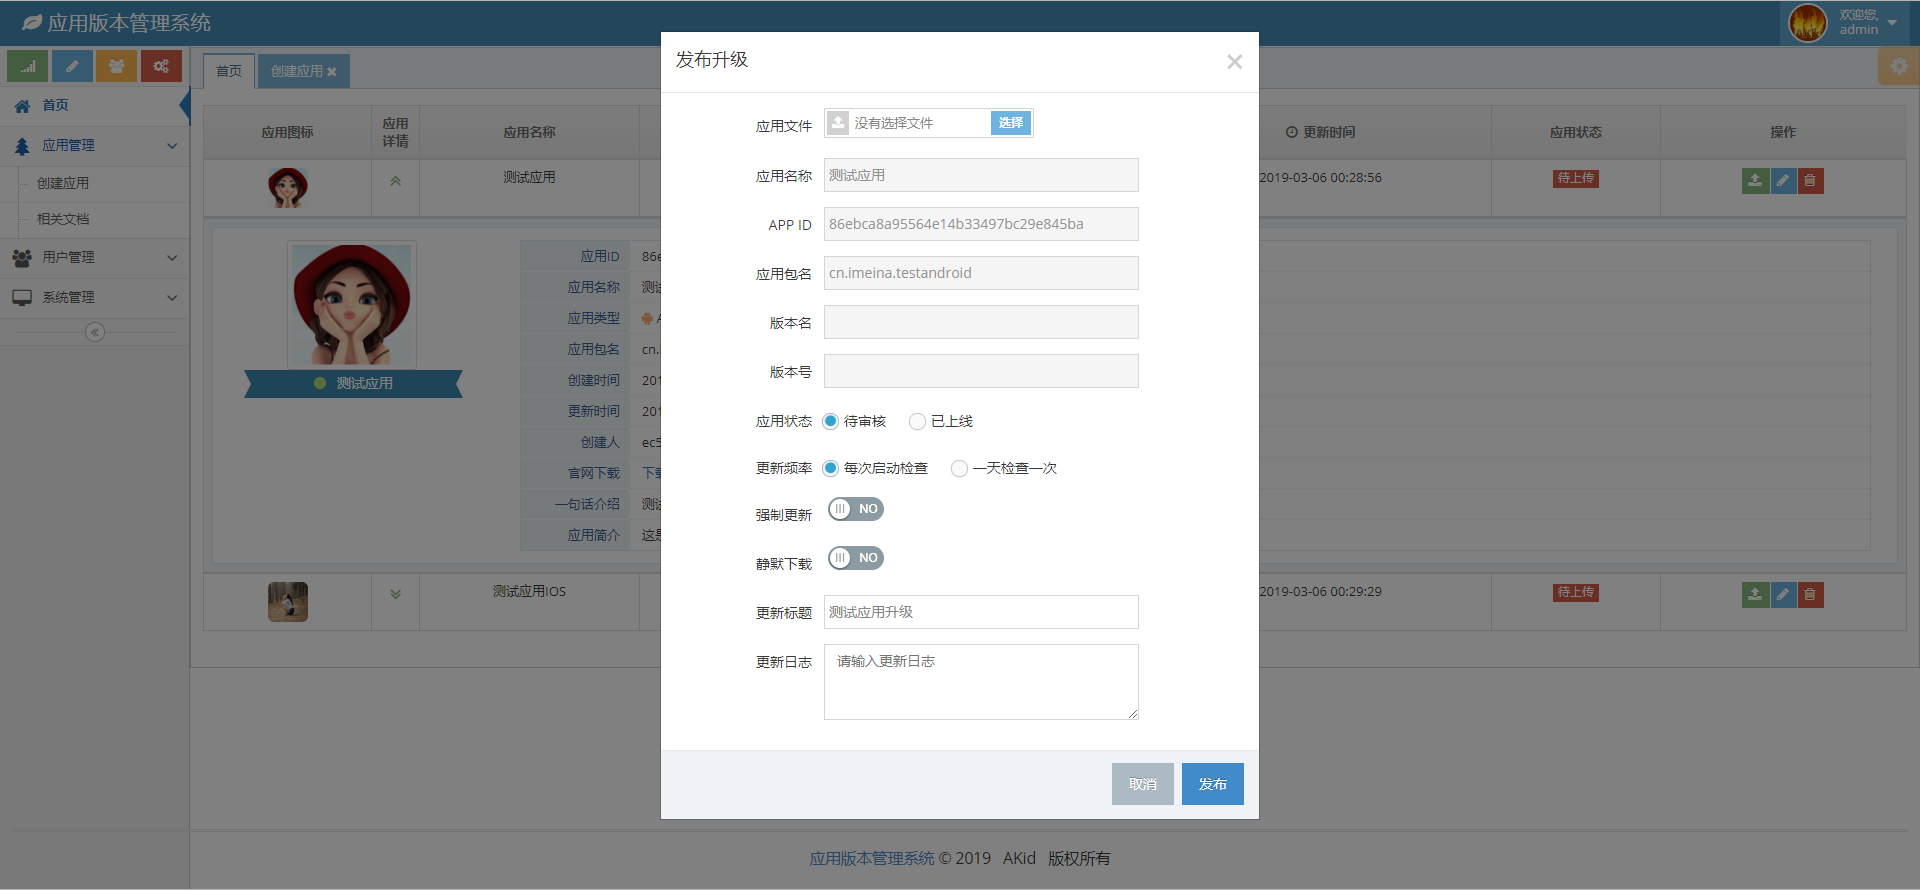 应用版本管理系统
欢迎您,
admin
首页
应用管理
创建应用
相关文档
用户管理
系统管理
首页
创建应用
应用图标
应用
详情
应用名称
更新时间
应用状态
操作
测试应用
2019-03-06 00:28:56
待上传
测试应用
应用ID
应用名称
应用类型
应用包名
cn.
创建时间
201
更新时间
201
创建人
ec5
官网下载
一句话介绍
应用简介
测试应用IOS
2019-03-06 00:29:29
待上传
发布升级
应用文件
没有选择文件
选择
应用名称
测试应用
APP ID
86ebca8a95564e14b33497bc29e845ba
应用包名
cn.imeina.testandroid
版本名
版本号
应用状态
待审核
已上线
更新频率
每次启动检查
一天检查一次
强制更新
NO
静默下载
NO
更新标题
测试应用升级
更新日志
请输入更新日志
取消
发布
应用版本管理系统 © 2019 AKid 版权所有